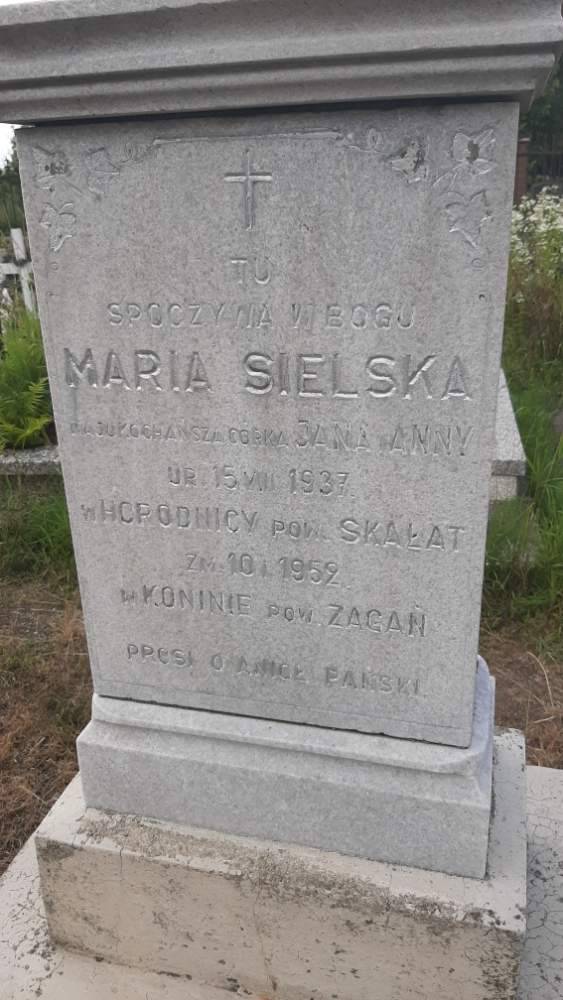 TU
SPOCZYWA W BOGU
MARIA SIELSKA
NAJUKOCHAŃSZA CÓRKA JANA I ANNY
UR. 15 VII 1937.
W HORODNICY POW. SKAŁAT
ZM. 10 I 1952.
W KONINIE POW. ŻAGAŃ
PROSI O ANIOŁ PAŃSKI.